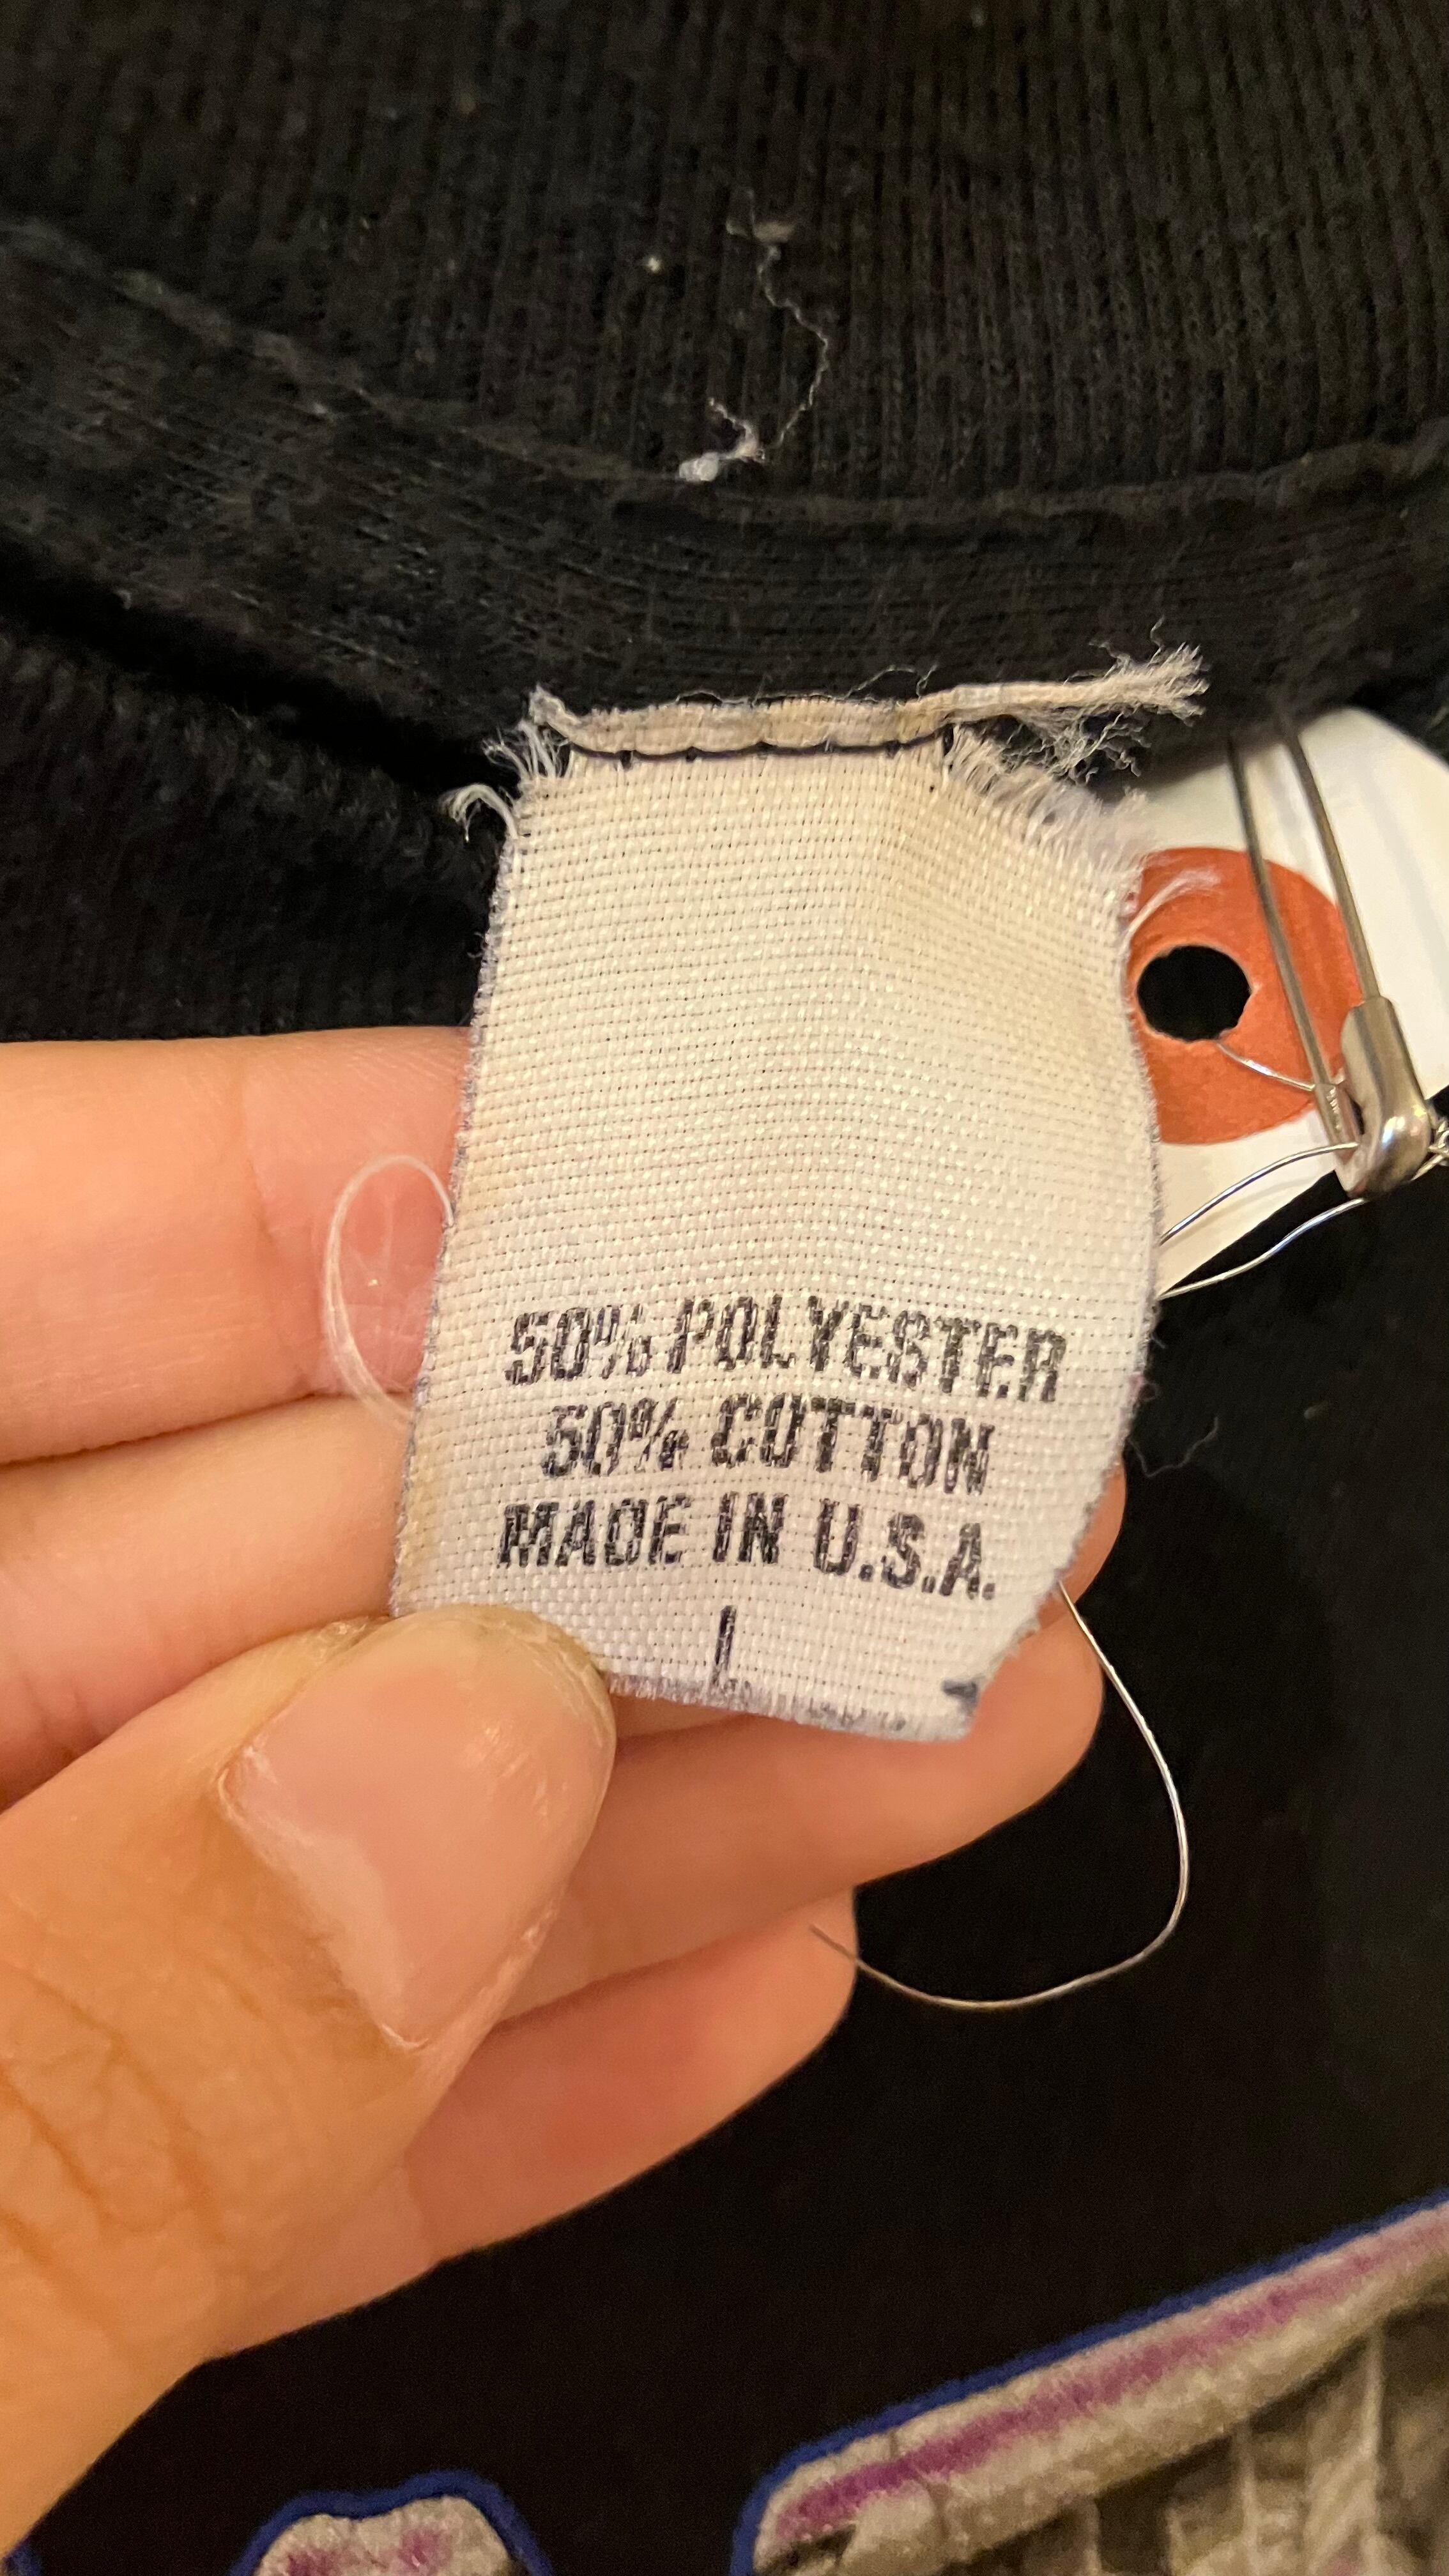 50% POLYESTER
50% COTTON
MADE IN U.S.A.
L